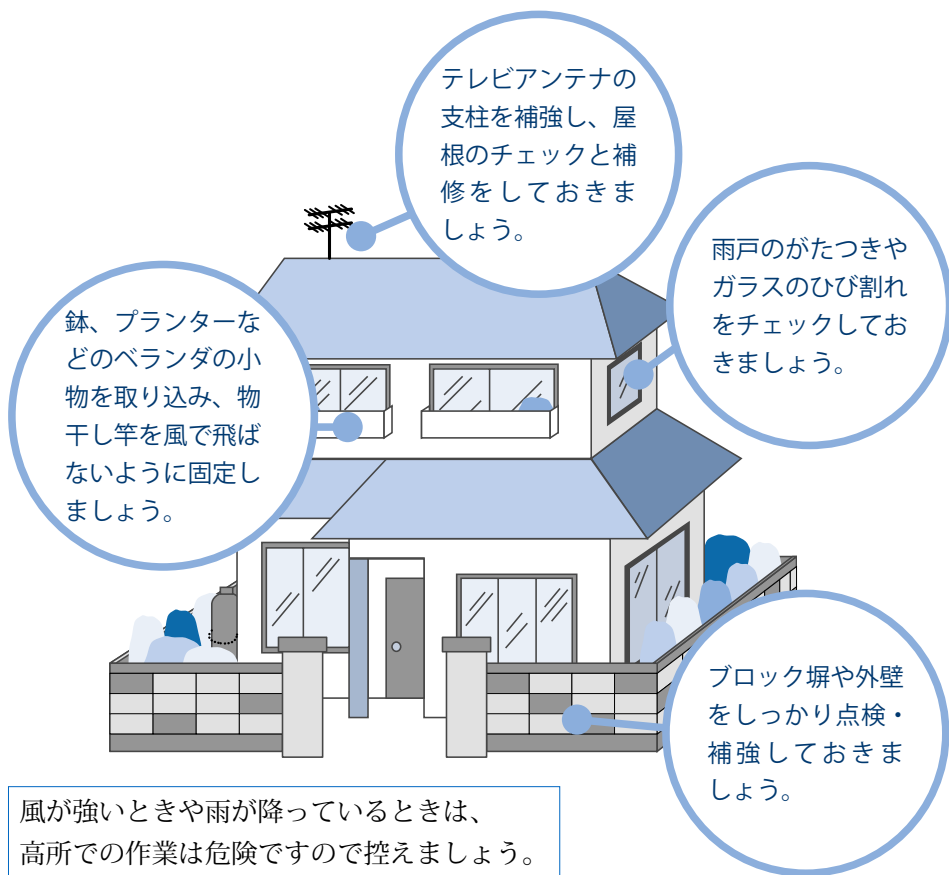 テレビアンテナの
支柱を補強し、屋
根のチェックと補
修をしておきま
しょう。
雨戸のがたつきや
ガラスのひび割れ
をチェックしてお
きましょう。
鉢、プランターな
どのベランダの小
物を取り込み、物
干し竿を風で飛ば
ないように固定し
ましょう。
ブロック塀や外壁
をしっかり点検・
補強しておきま
しょう。
風が強いときや雨が降っているときは、
高所での作業は危険ですので控えましょう。